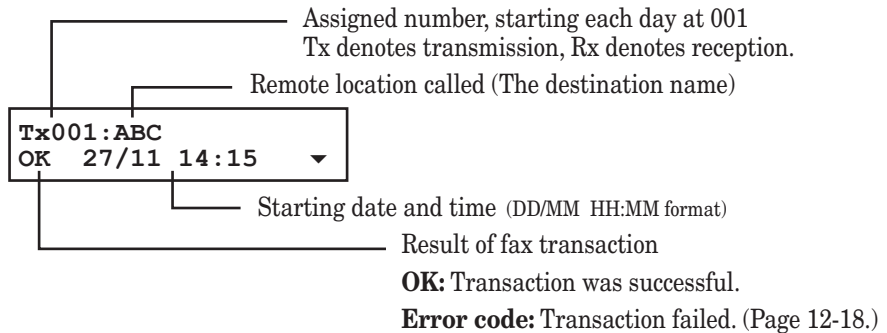 Assigned number, starting each day at 001
Tx denotes transmission, Rx denotes reception.
Remote location called (The destination name)
Tx001:ABC
OK 27/11 14:15 ▼
Starting date and time (DD/MM HH:MM format)
Result of fax transaction
OK: Transaction was successful.
Error code: Transaction failed. (Page 12-18.)